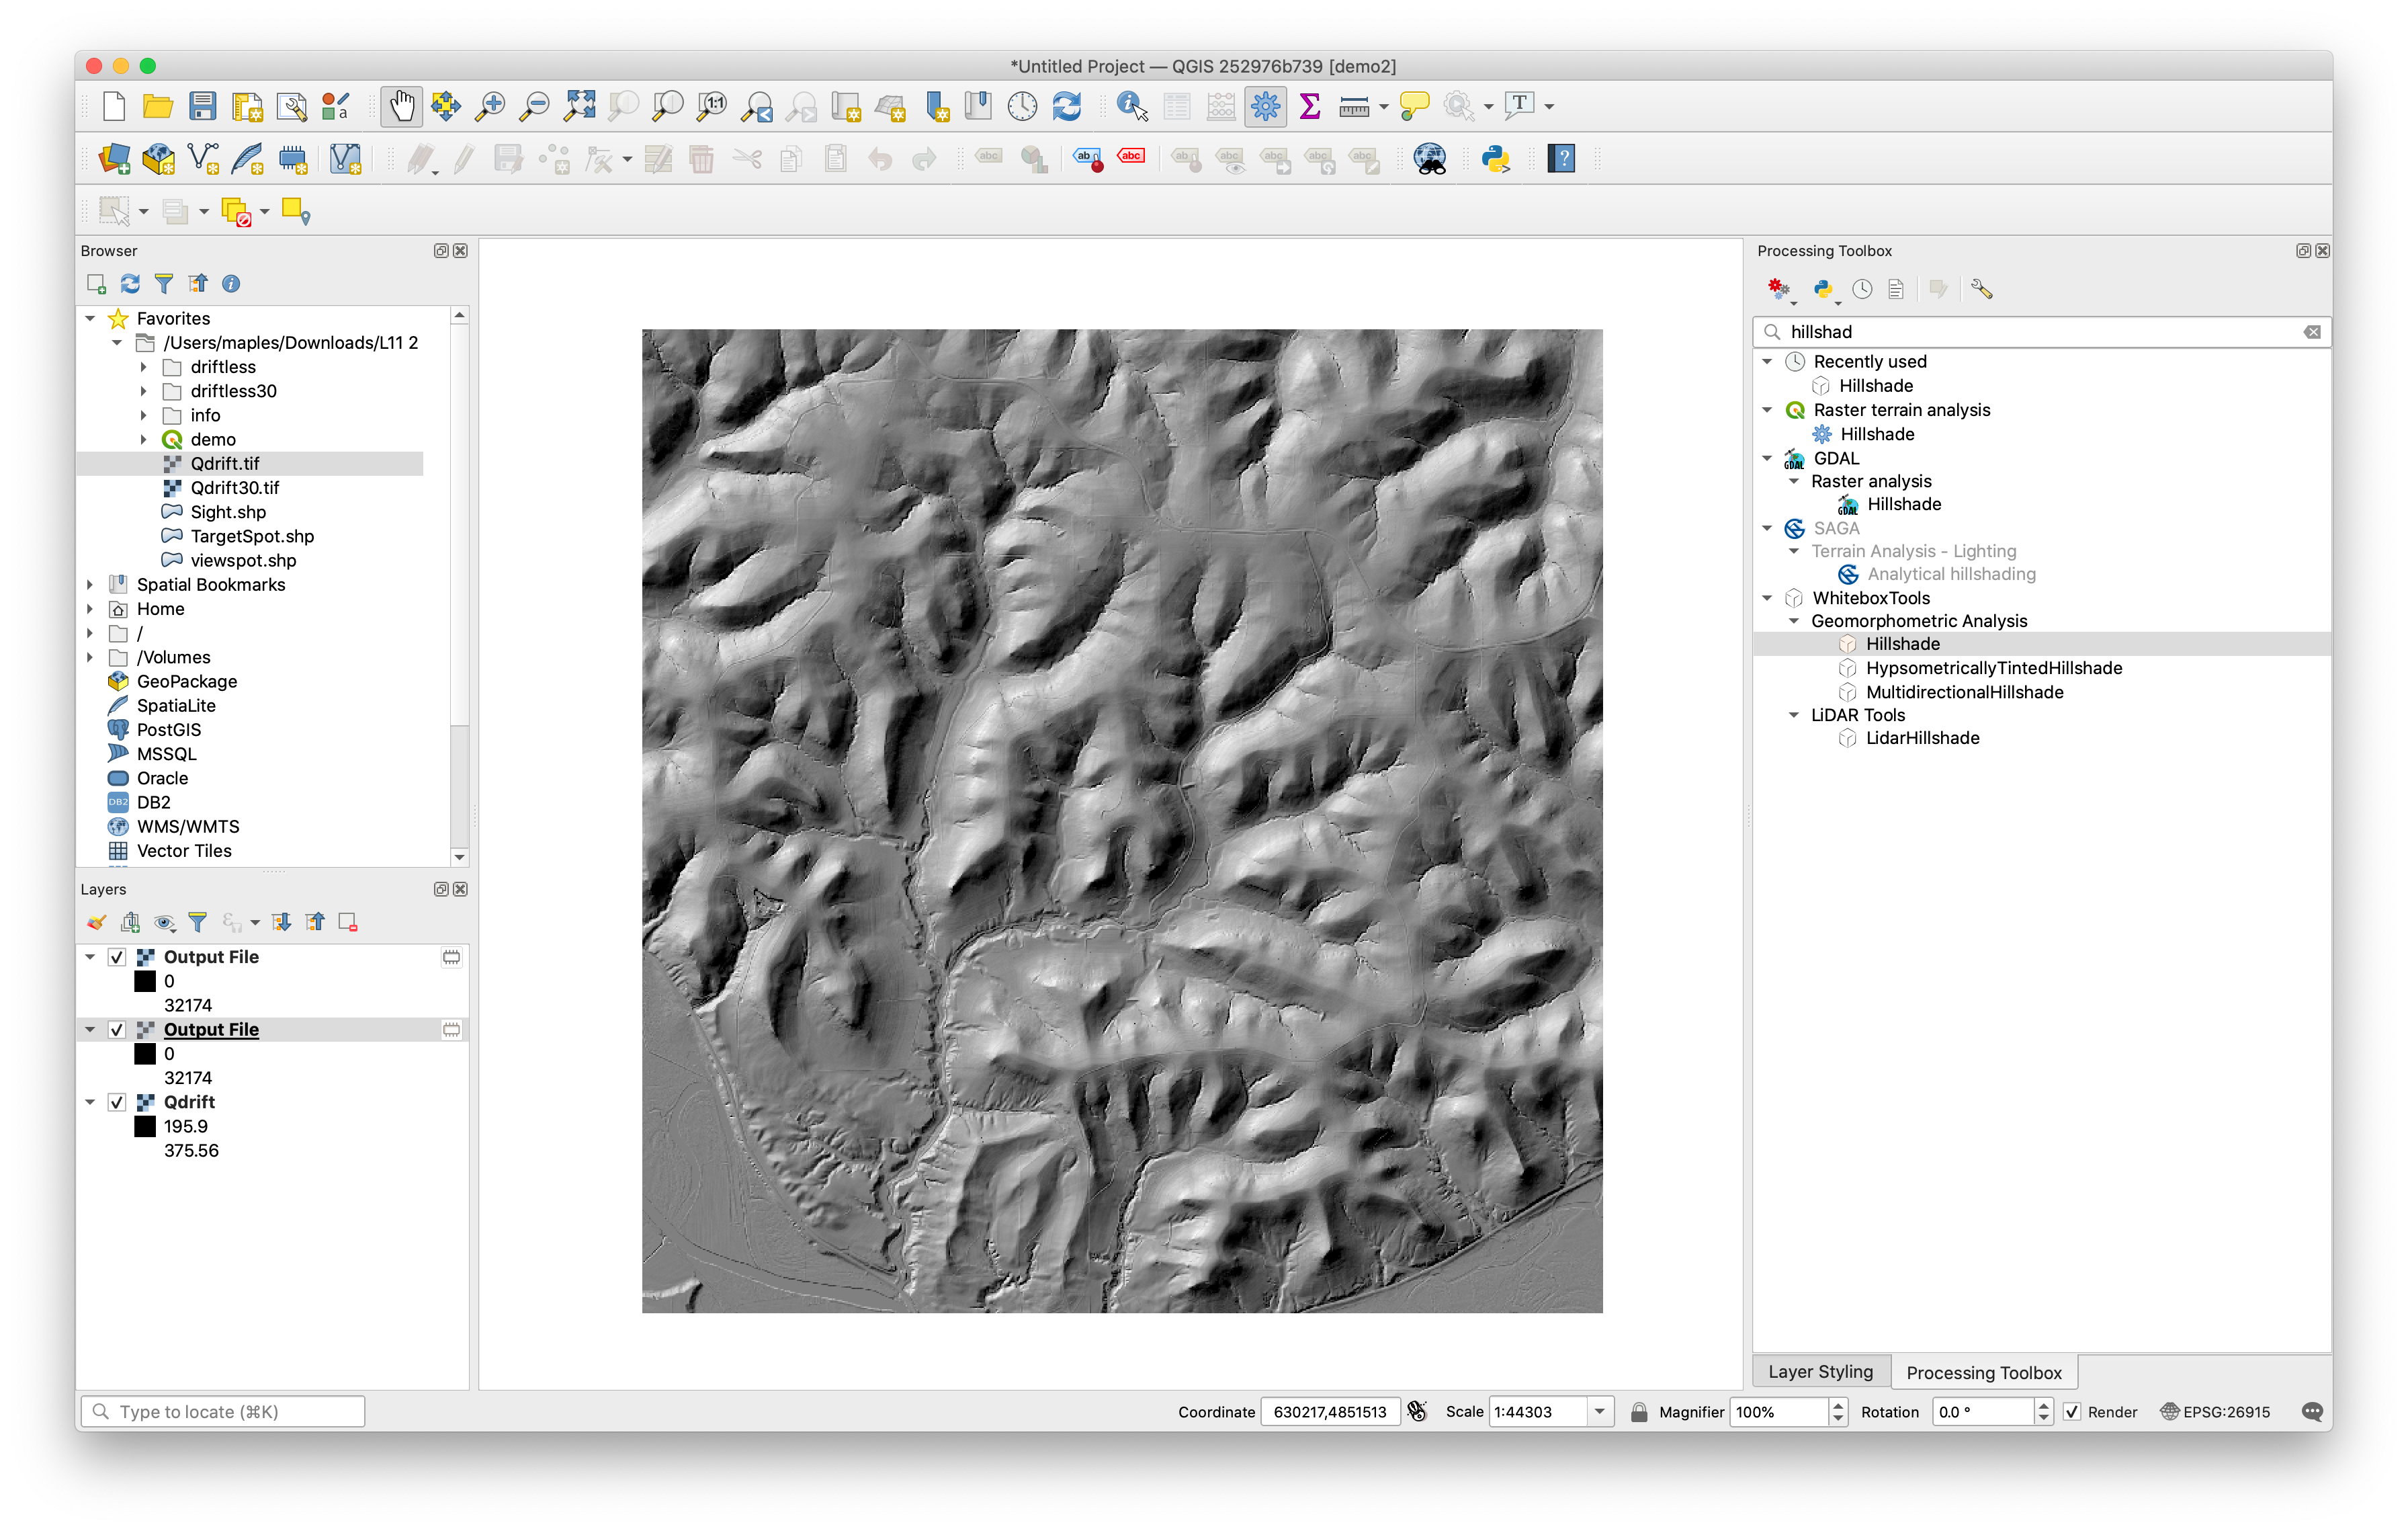 *Untitled Project — QGIS 252976b739 [demo2]
Browser
Favorites
/Users/maples/Downloads/L11 2
driftless
driftless30
info
demo
Qdrift.tif
Qdrift30.tif
Sight.shp
TargetSpot.shp
viewspot.shp
Spatial Bookmarks
Home
/
/Volumes
GeoPackage
SpatiaLite
PostGIS
MSSQL
Oracle
DB2
DB2
WMS/WMTS
Vector Tiles
Layers
Output File
0
32174
Output File
0
32174
Qdrift
195.9
375.56
Processing Toolbox
hillshad
Recently used
Hillshade
Raster terrain analysis
Hillshade
GDAL
GDAL
Raster analysis
GDAL
Hillshade
SAGA
Terrain Analysis - Lighting
Analytical hillshading
WhiteboxTools
Geomorphometric Analysis
Hillshade
HypsometricallyTintedHillshade
MultidirectionalHillshade
LiDAR Tools
LidarHillshade
Layer Styling
Processing Toolbox
Type to locate (⌘K)
Coordinate 630217,4851513 Scale 1:44303 Magnifier 100% Rotation 0.0 ° Render EPSG:26915